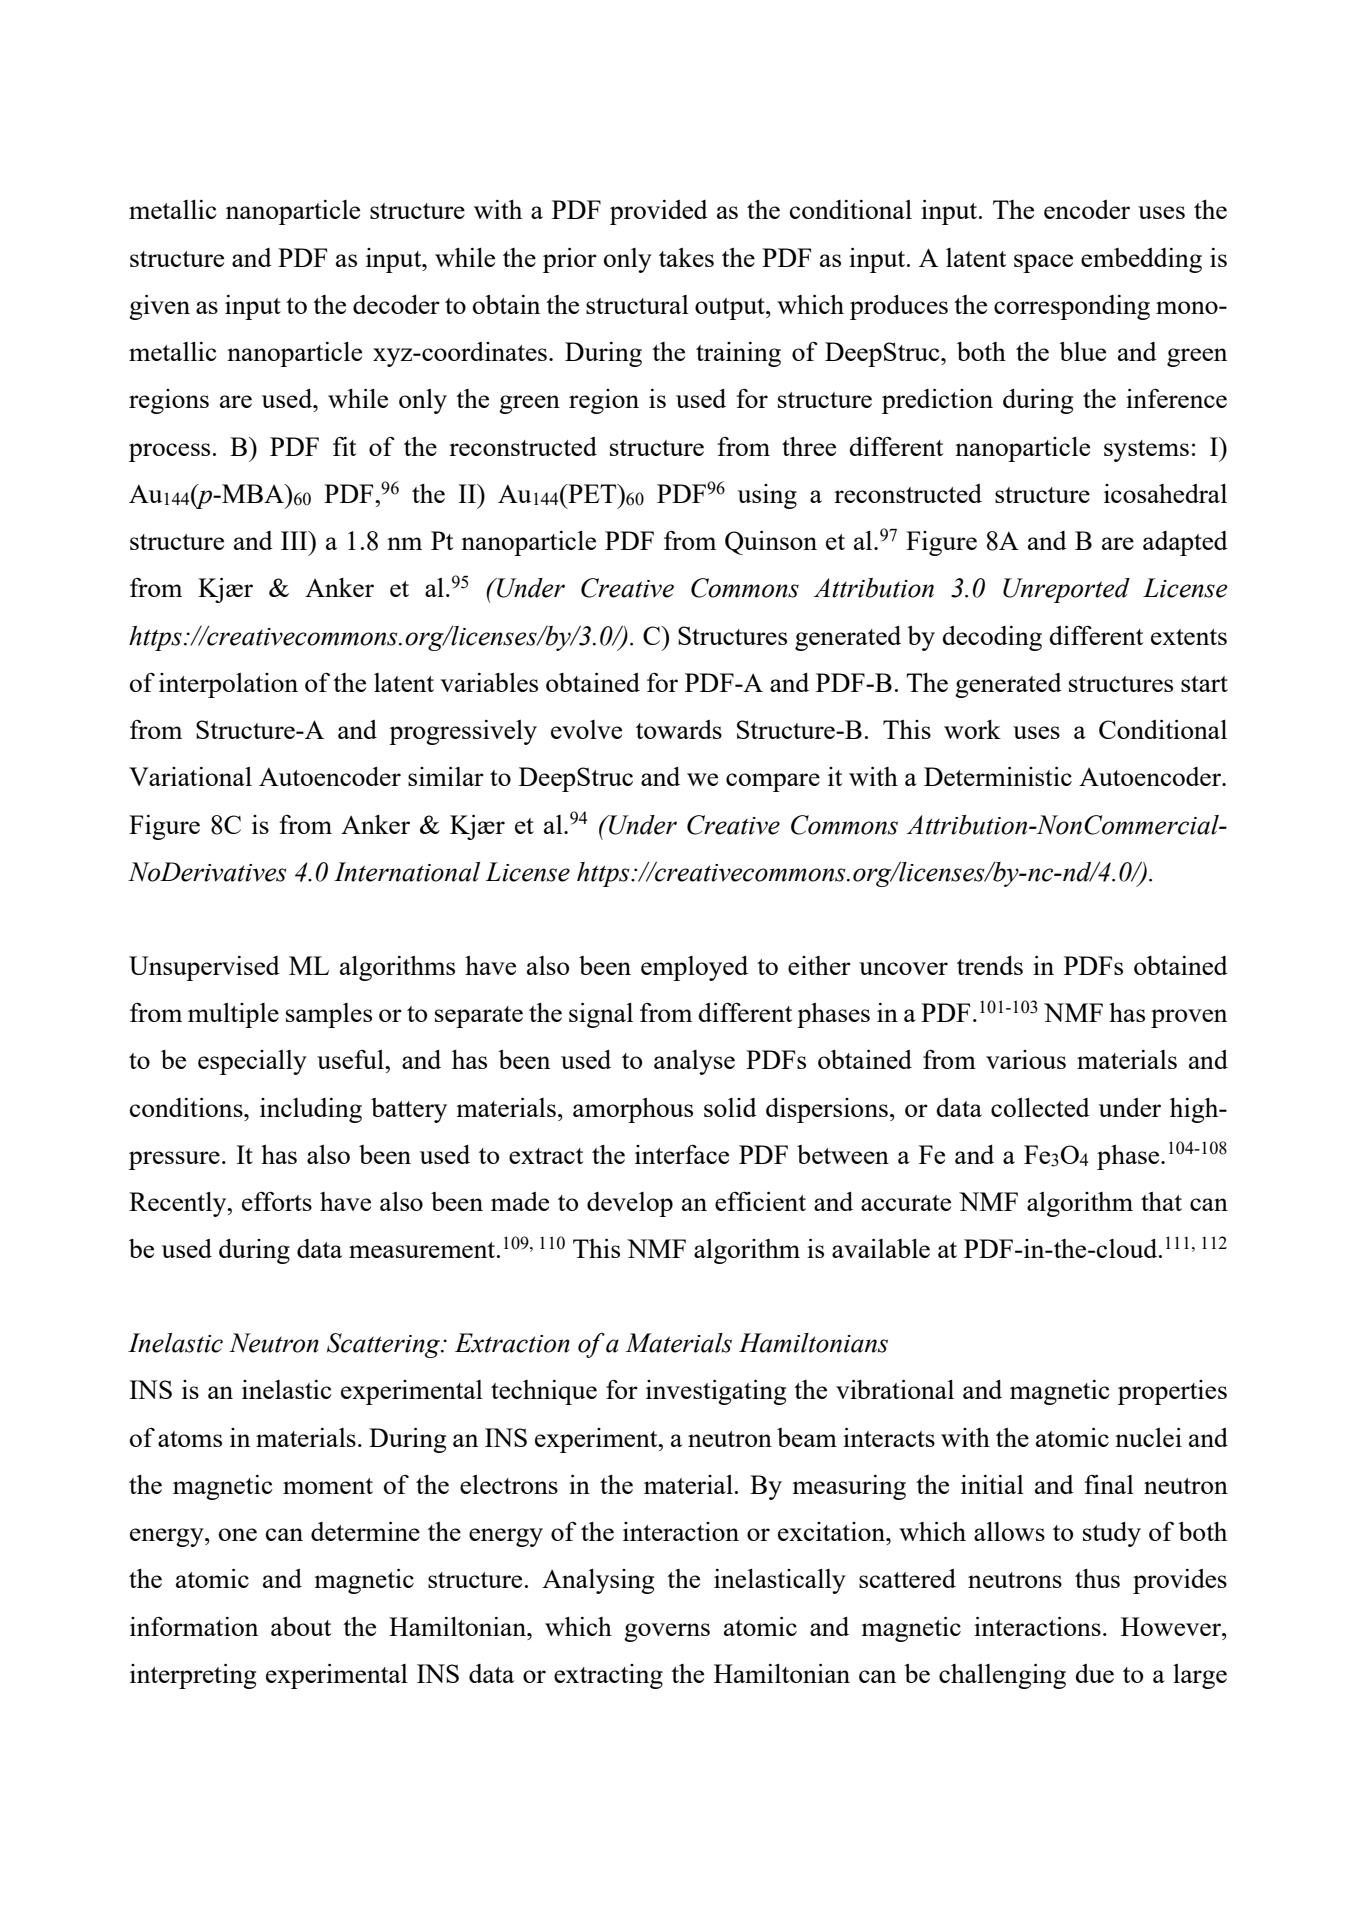 metallic nanoparticle structure with a PDF provided as the conditional input. The encoder uses the
structure and PDF as input, while the prior only takes the PDF as input. A latent space embedding is
given as input to the decoder to obtain the structural output, which produces the corresponding mono-
metallic nanoparticle xyz-coordinates. During the training of DeepStruc, both the blue and green
regions are used, while only the green region is used for structure prediction during the inference
process. B) PDF fit of the reconstructed structure from three different nanoparticle systems: I)
Au₁₄₄(p-MBA)₆₀ PDF,⁹⁶ the II) Au₁₄₄(PET)₆₀ PDF⁹⁶ using a reconstructed structure icosahedral
structure and III) a 1.8 nm Pt nanoparticle PDF from Quinson et al.⁹⁷ Figure 8A and B are adapted
from Kjær & Anker et al.⁹⁵ (Under Creative Commons Attribution 3.0 Unreported License
https://creativecommons.org/licenses/by/3.0/). C) Structures generated by decoding different extents
of interpolation of the latent variables obtained for PDF-A and PDF-B. The generated structures start
from Structure-A and progressively evolve towards Structure-B. This work uses a Conditional
Variational Autoencoder similar to DeepStruc and we compare it with a Deterministic Autoencoder.
Figure 8C is from Anker & Kjær et al.⁹⁴ (Under Creative Commons Attribution-NonCommercial-
NoDerivatives 4.0 International License https://creativecommons.org/licenses/by-nc-nd/4.0/).
Unsupervised ML algorithms have also been employed to either uncover trends in PDFs obtained
from multiple samples or to separate the signal from different phases in a PDF.¹⁰¹⁻¹⁰³ NMF has proven
to be especially useful, and has been used to analyse PDFs obtained from various materials and
conditions, including battery materials, amorphous solid dispersions, or data collected under high-
pressure. It has also been used to extract the interface PDF between a Fe and a Fe₃O₄ phase.¹⁰⁴⁻¹⁰⁸
Recently, efforts have also been made to develop an efficient and accurate NMF algorithm that can
be used during data measurement.¹⁰⁹, ¹¹⁰ This NMF algorithm is available at PDF-in-the-cloud.¹¹¹, ¹¹²
Inelastic Neutron Scattering: Extraction of a Materials Hamiltonians
INS is an inelastic experimental technique for investigating the vibrational and magnetic properties
of atoms in materials. During an INS experiment, a neutron beam interacts with the atomic nuclei and
the magnetic moment of the electrons in the material. By measuring the initial and final neutron
energy, one can determine the energy of the interaction or excitation, which allows to study of both
the atomic and magnetic structure. Analysing the inelastically scattered neutrons thus provides
information about the Hamiltonian, which governs atomic and magnetic interactions. However,
interpreting experimental INS data or extracting the Hamiltonian can be challenging due to a large